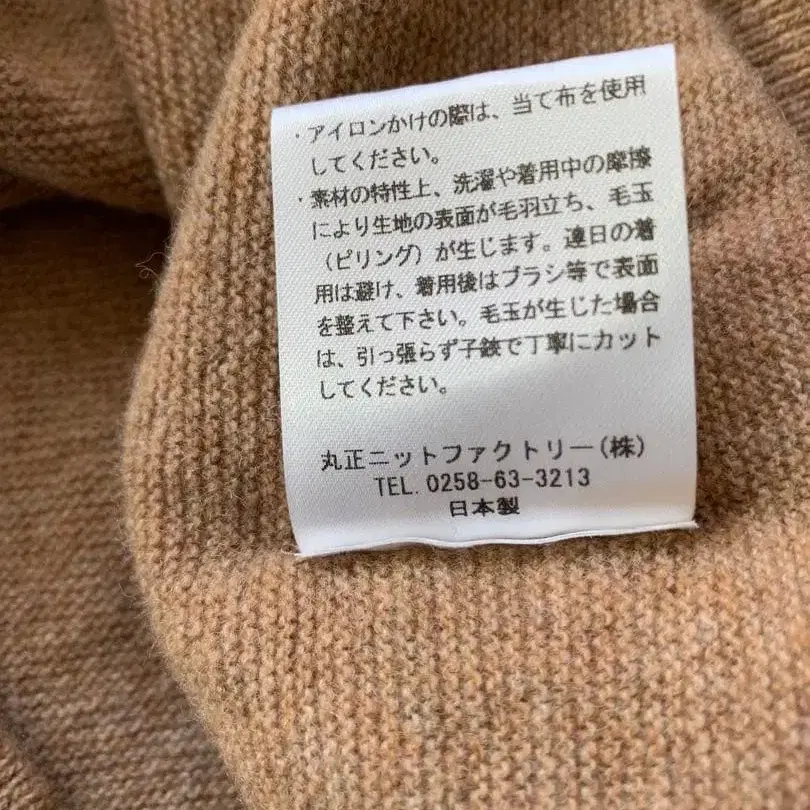 ・アイロンかけの際は、当て布を使用
してください。
・素材の特性上、洗濯や着用中の摩擦
により生地の表面が毛羽立ち、毛玉
（ピリング）が生じます。連日の着
用は避け、着用後はブラシ等で表面
を整えて下さい。毛玉が生じた場合
は、引っ張らず子鋏で丁寧にカット
してください。
丸正ニットファクトリー(株)
TEL. 0258-63-3213
日本製